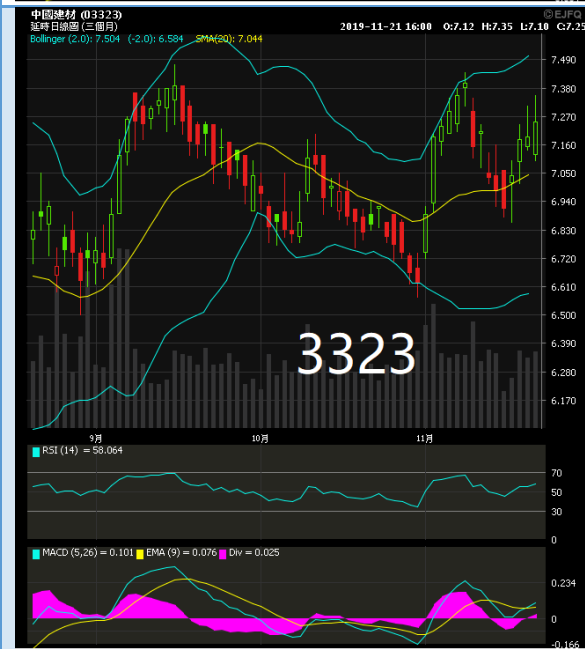 中國建材 (03323)
©EJFQ
延時日線圖 (三個月)
2019-11-21 16:00 O:7.12 H:7.35 L:7.10 C:7.25
Bollinger (2.0): 7.504 (-2.0): 6.584 SMA(20): 7.044
7.490
7.380
7.270
7.160
7.050
6.940
6.830
6.720
6.610
6.500
6.390
6.280
6.170
3323
9月
10月
11月
RSI (14) = 58.064
70
50
30
0
MACD (5,26) = 0.101 EMA (9) = 0.076 Div = 0.025
0.234
0
-0.166